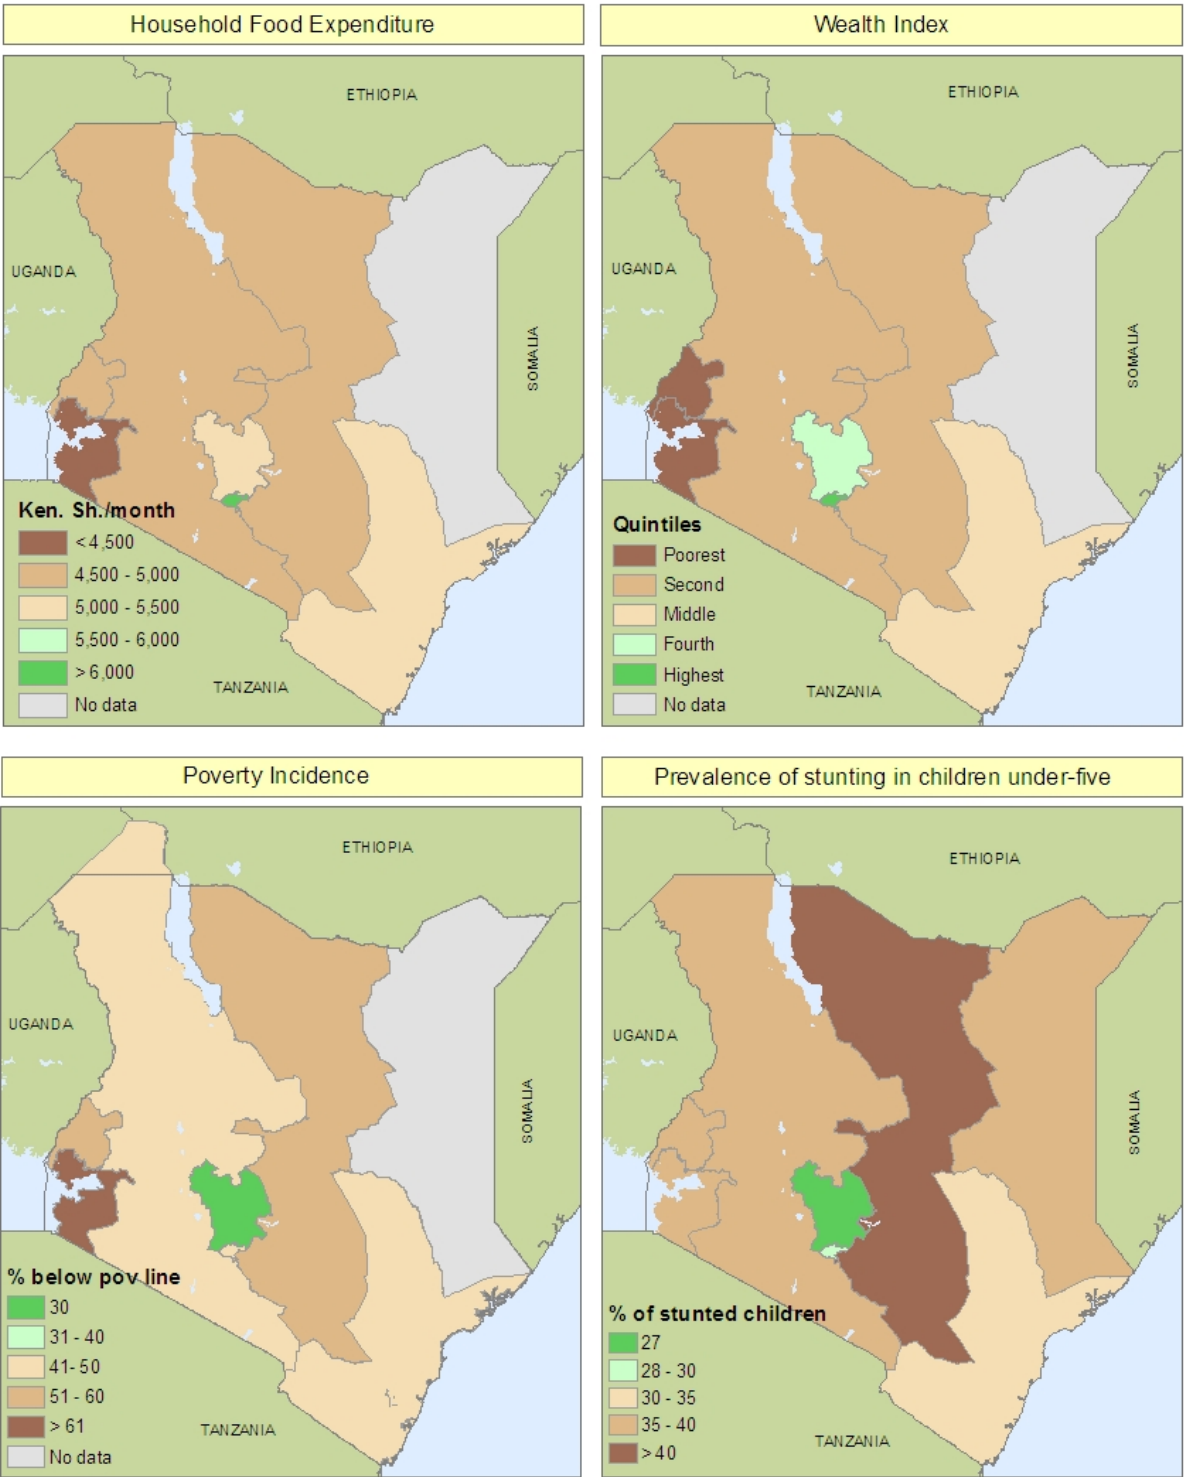 Household Food Expenditure
ETHIOPIA
UGANDA
SOMALIA
Ken. Sh./month
<4,500
4,500 - 5,000
5,000 - 5,500
5,500 - 6,000
>6,000
No data
TANZANIA
Wealth Index
ETHIOPIA
UGANDA
SOMALIA
Quintiles
Poorest
Second
Middle
Fourth
Highest
No data
TANZANIA
Poverty Incidence
ETHIOPIA
UGANDA
SOMALIA
% below pov line
30
31 - 40
41- 50
51 - 60
> 61
No data
TANZANIA
Prevalence of stunting in children under-five
ETHIOPIA
UGANDA
SOMALIA
% of stunted children
27
28 - 30
30 - 35
35 - 40
>40
TANZANIA